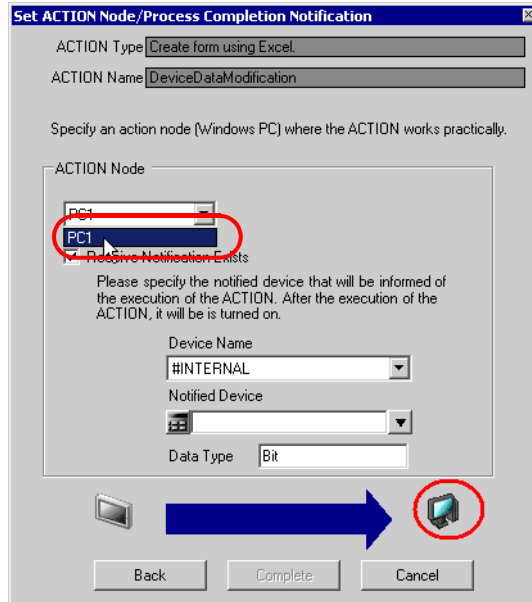 Set ACTION Node/Process Completion Notification
ACTION Type Create form using Excel.
ACTION Name DeviceDataModification
Specify an action node (Windows PC) where the ACTION works practically.
ACTION Node
PC1
PC1
Receive Notification Exists
Please specify the notified device that will be informed of
the execution of the ACTION. After the execution of the
ACTION, it will be is turned on.
Device Name
#INTERNAL
Notified Device
Data Type Bit
Back Complete Cancel